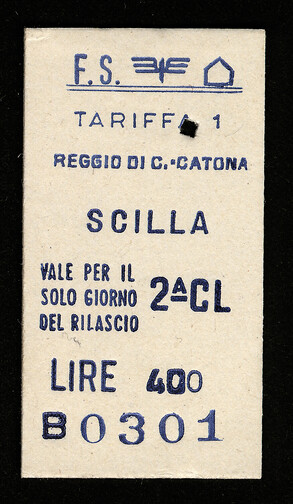 F.S.
TARIFFA 1
REGGIO DI C.-CATONA
SCILLA
VALE PER IL
SOLO GIORNO 2ᴬCL
DEL RILASCIO
LIRE 400
B0301